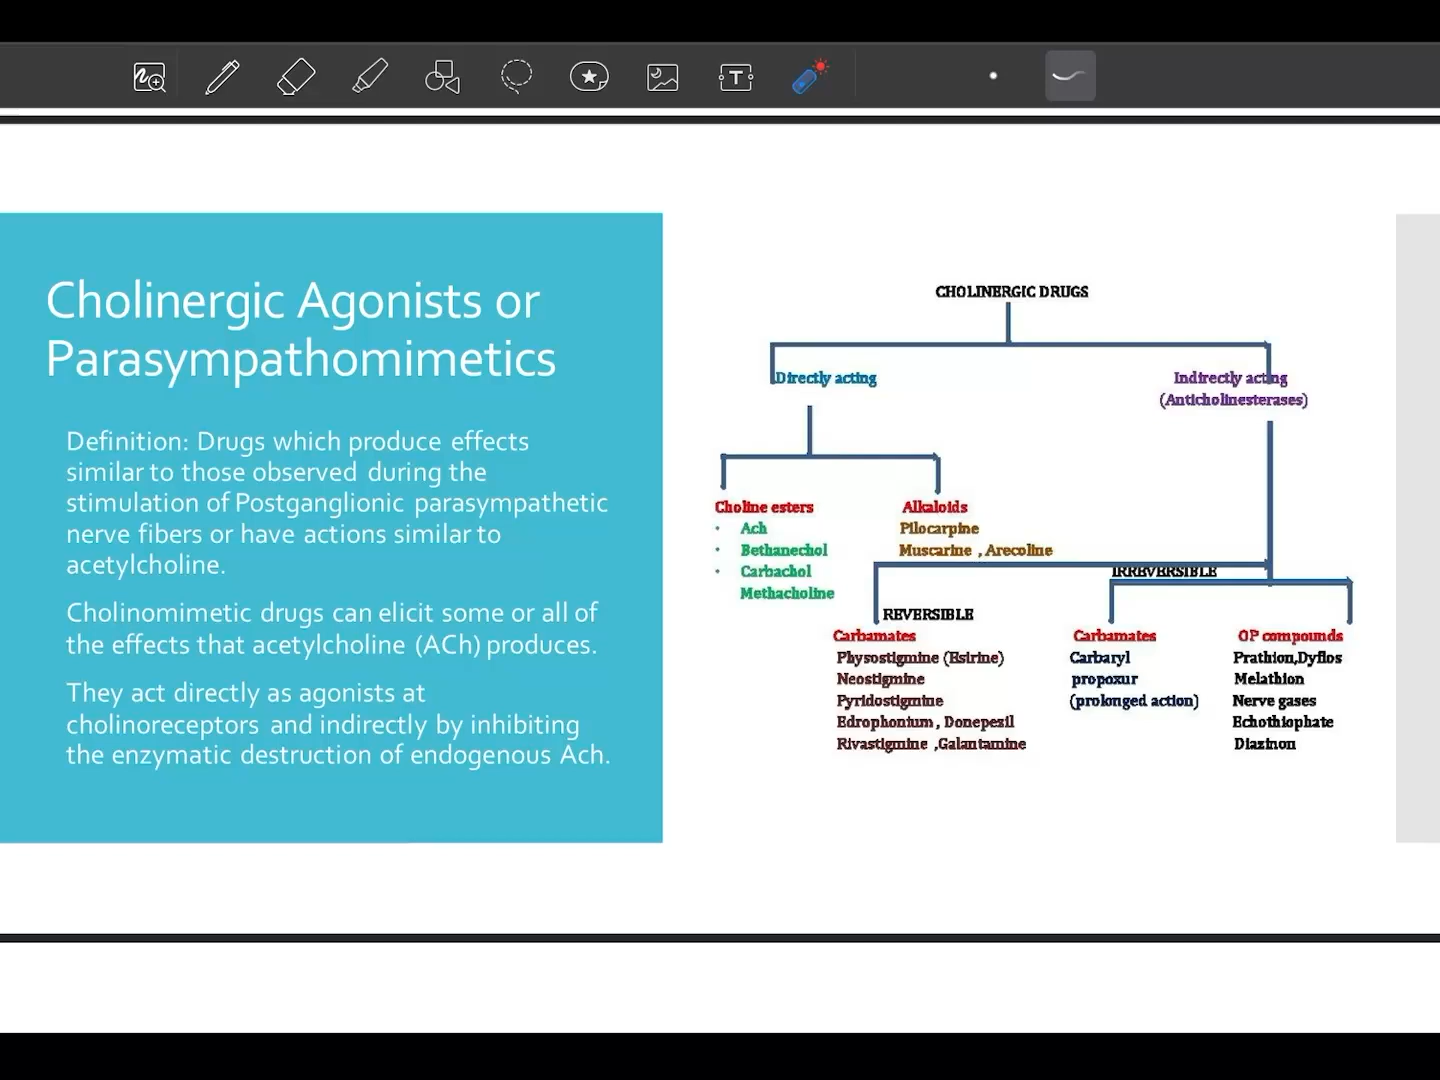 Cholinergic Agonists or
Parasympathomimetics
Definition: Drugs which produce effects
similar to those observed during the
stimulation of Postganglionic parasympathetic
nerve fibers or have actions similar to
acetylcholine.
Cholinomimetic drugs can elicit some or all of
the effects that acetylcholine (ACh) produces.
They act directly as agonists at
cholinoreceptors and indirectly by inhibiting
the enzymatic destruction of endogenous Ach.
CHOLINERGIC DRUGS
Directly acting
Indirectly acting
(Anticholinesterases)
Choline esters
• Ach
• Bethanechol
• Carbachol
Methacholine
Alkaloids
Pilocarpine
Muscarine , Arecoline
REVERSIBLE
Carbamates
Physostigmine (Esirine)
Neostigmine
Pyridostigmine
Edrophonium , Donepezil
Rivastigmine ,Galantamine
IRREVERSIBLE
Carbamates
Carbaryl
propoxur
(prolonged action)
OP compounds
Prathion,Dyflos
Melathion
Nerve gases
Echothiophate
Diazinon